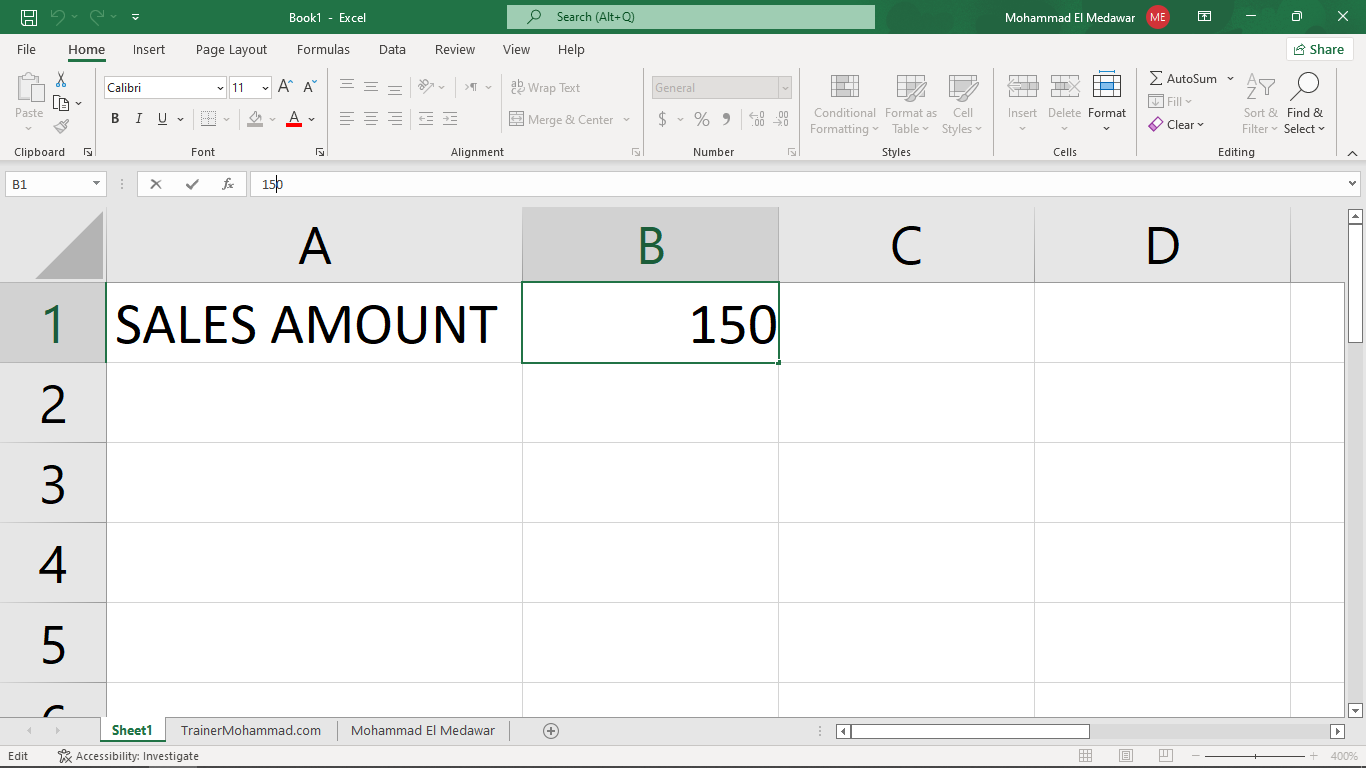 Book1 - Excel
Search (Alt+Q)
Mohammad El Medawar ME
File Home Insert Page Layout Formulas Data Review View Help Share
Calibri 11 Wrap Text General AutoSum
Paste B I U A Merge & Center $ % Conditional Formatting Format as Table Cell Styles Insert Delete Format Fill Clear Sort & Filter Find & Select
Clipboard Font Alignment Number Styles Cells Editing
B1 fx 150
A B C D
1 SALES AMOUNT 150
2
3
4
5
6
Sheet1 TrainerMohammad.com Mohammad El Medawar
Edit Accessibility: Investigate 400%